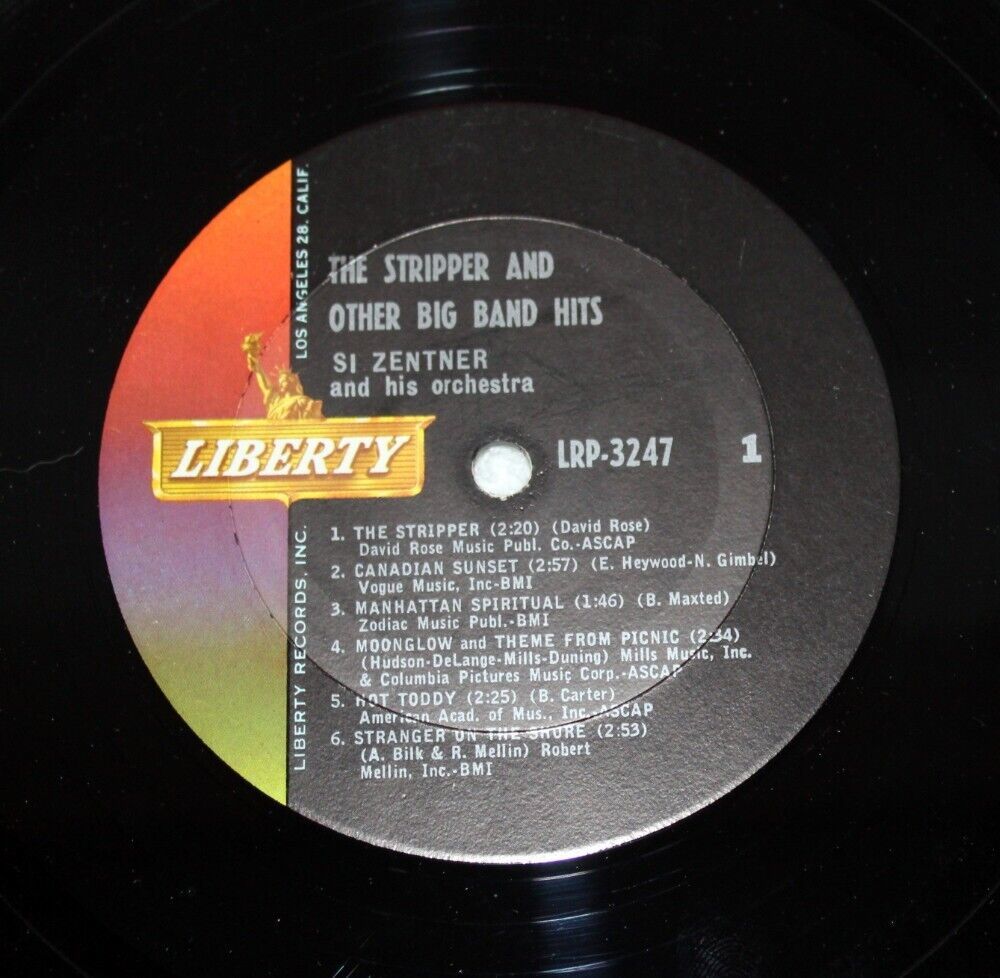 THE STRIPPER AND
OTHER BIG BAND HITS
SI ZENTNER
and his orchestra
LIBERTY
LRP-3247 1
1. THE STRIPPER (2:20) (David Rose)
David Rose Music Publ. Co.-ASCAP
2. CANADIAN SUNSET (2:57) (E. Heywood-N. Gimbel)
Vogue Music, Inc-BMI
3. MANHATTAN SPIRITUAL (1:46) (B. Maxted)
Zodiac Music Publ.-BMI
4. MOONGLOW and THEME FROM PICNIC (2:34)
(Hudson-DeLange-Mills-Duning) Mills Music, Inc.
& Columbia Pictures Music Corp.-ASCAP
5. HOT TODDY (2:25) (B. Carter)
American Acad. of Mus., Inc.-ASCAP
6. STRANGER ON THE SHORE (2:53)
(A. Bilk & R. Mellin) Robert
Mellin, Inc.-BMI
LIBERTY RECORDS, INC.
LOS ANGELES 28, CALIF.